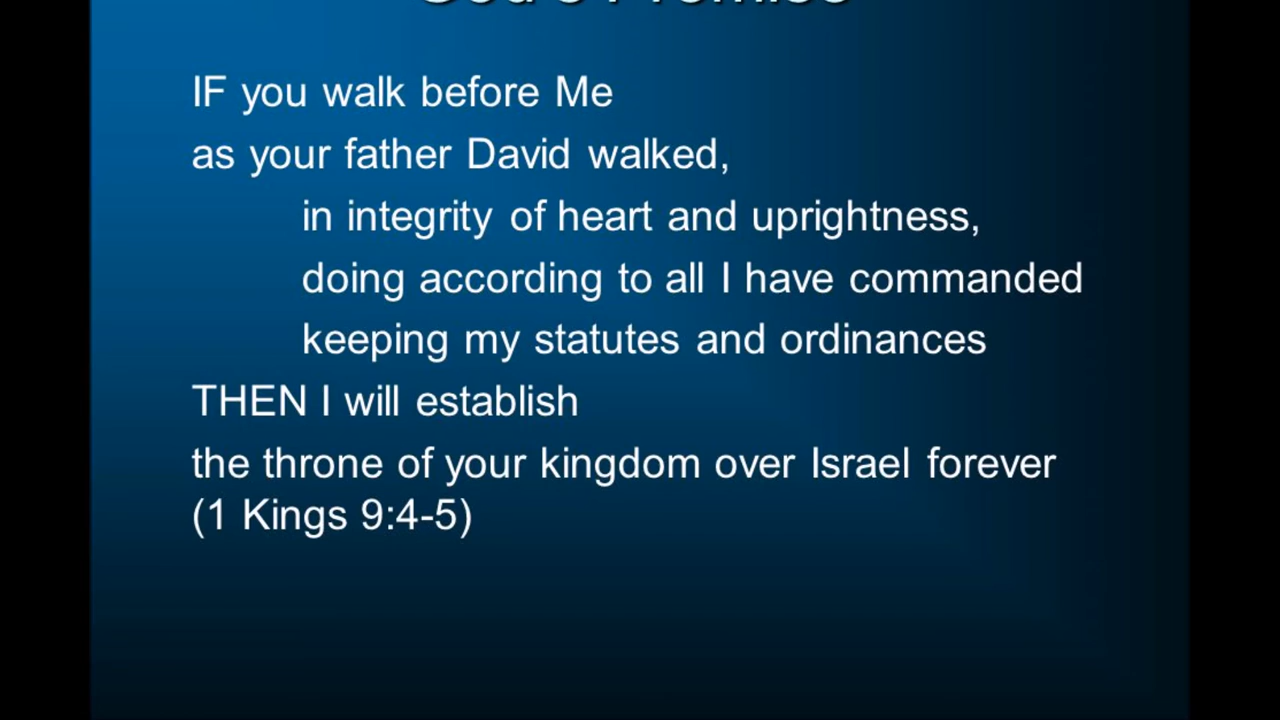 God's Promise
IF you walk before Me
as your father David walked,
in integrity of heart and uprightness,
doing according to all I have commanded
keeping my statutes and ordinances
THEN I will establish
the throne of your kingdom over Israel forever
(1 Kings 9:4-5)